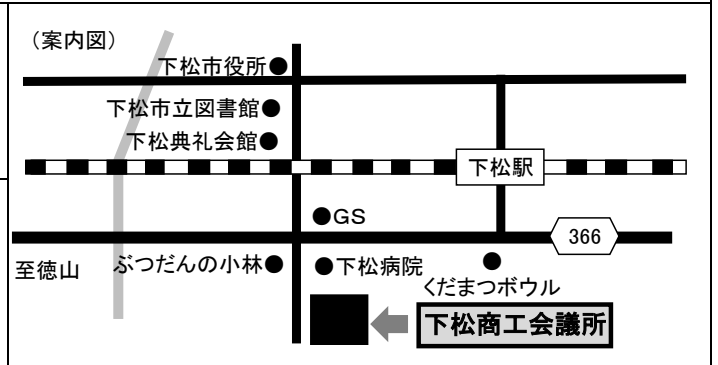 （案内図）
下松市役所●
下松市立図書館●
下松典礼会館●
下松駅
●GS
366
至徳山
ぶつだんの小林●
●下松病院
●
くだまつボウル
下松商工会議所